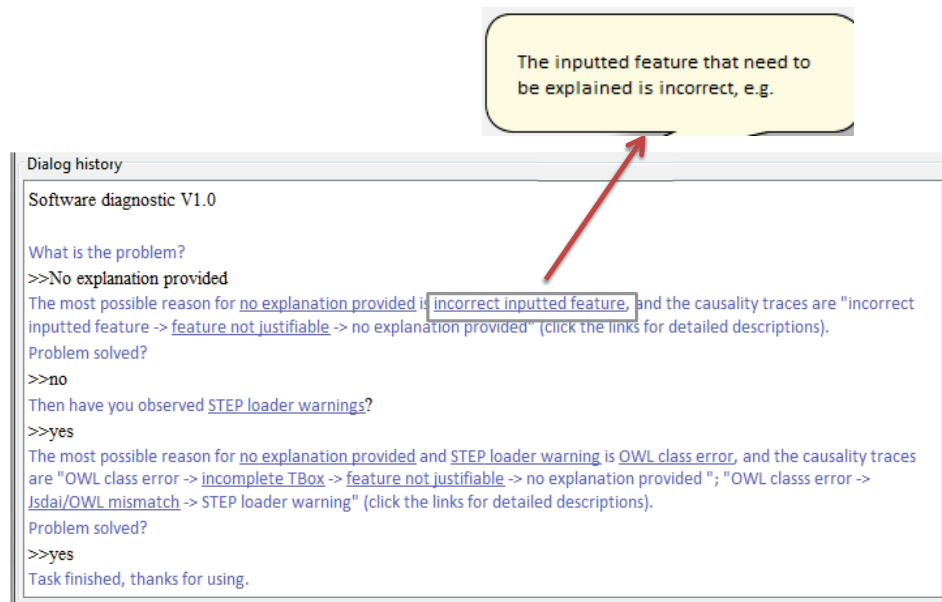 The inputted feature that need to
be explained is incorrect, e.g.
Dialog history
Software diagnostic V1.0
What is the problem?
>>No explanation provided
The most possible reason for no explanation provided is incorrect inputted feature, and the causality traces are "incorrect
inputted feature -> feature not justifiable -> no explanation provided" (click the links for detailed descriptions).
Problem solved?
>>no
Then have you observed STEP loader warnings?
>>yes
The most possible reason for no explanation provided and STEP loader warning is OWL class error, and the causality traces
are "OWL class error -> incomplete TBox -> feature not justifiable -> no explanation provided "; "OWL classs error ->
Jsdai/OWL mismatch -> STEP loader warning" (click the links for detailed descriptions).
Problem solved?
>>yes
Task finished, thanks for using.